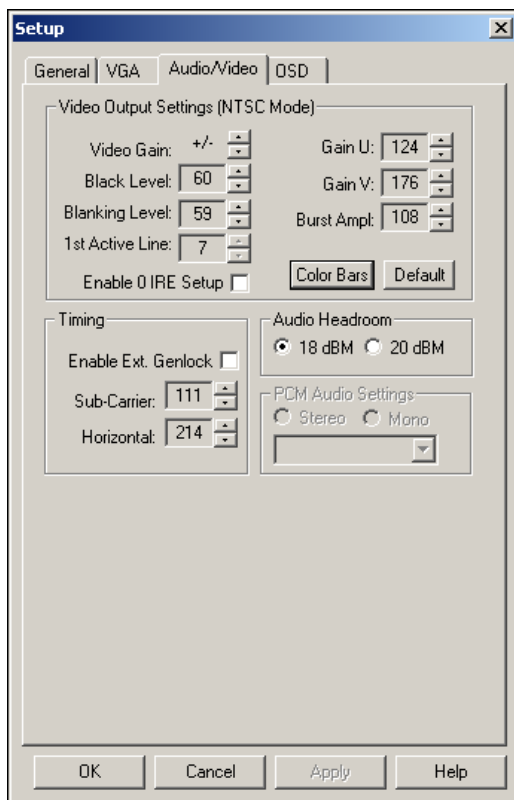 Setup
General VGA Audio/Video OSD
Video Output Settings (NTSC Mode)
Video Gain: +/-
Black Level: 60
Blanking Level: 59
1st Active Line: 7
Enable 0 IRE Setup
Gain U: 124
Gain V: 176
Burst Ampl: 108
Color Bars Default
Timing
Enable Ext. Genlock
Sub-Carrier: 111
Horizontal: 214
Audio Headroom
18 dBM 20 dBM
PCM Audio Settings
Stereo Mono
OK Cancel Apply Help